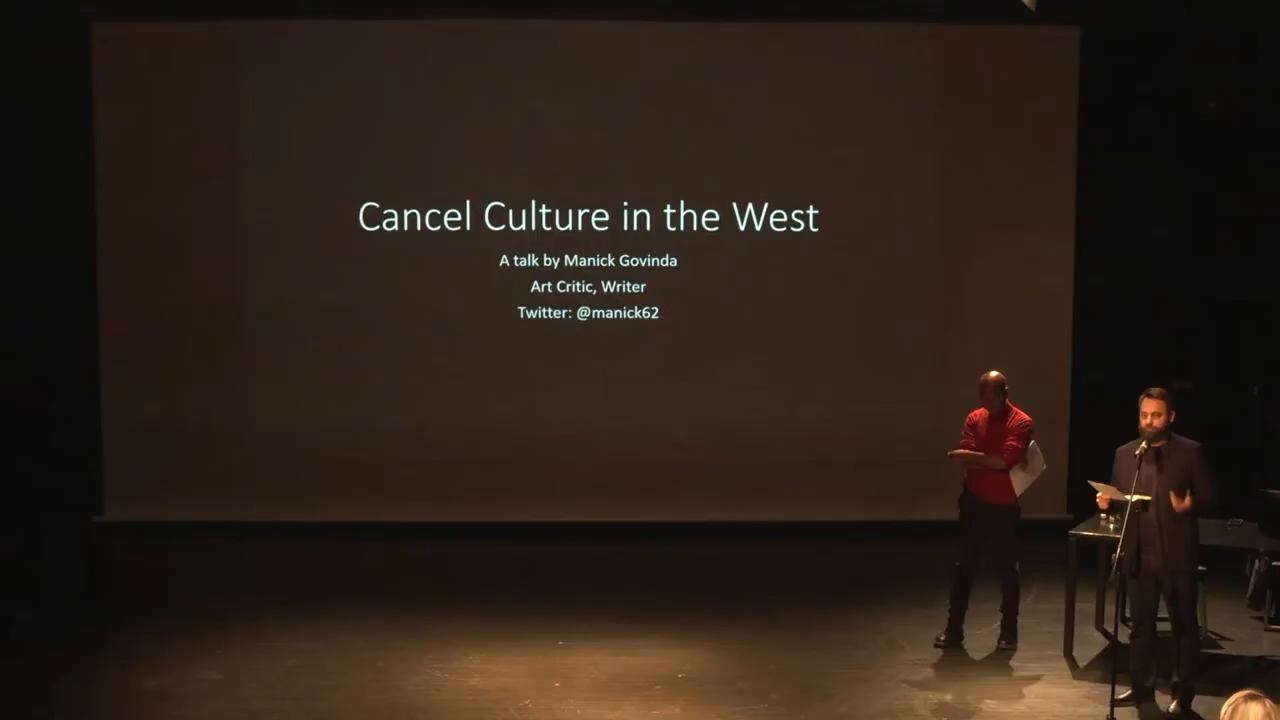 Cancel Culture in the West
A talk by Manick Govinda
Art Critic, Writer
Twitter: @manick62